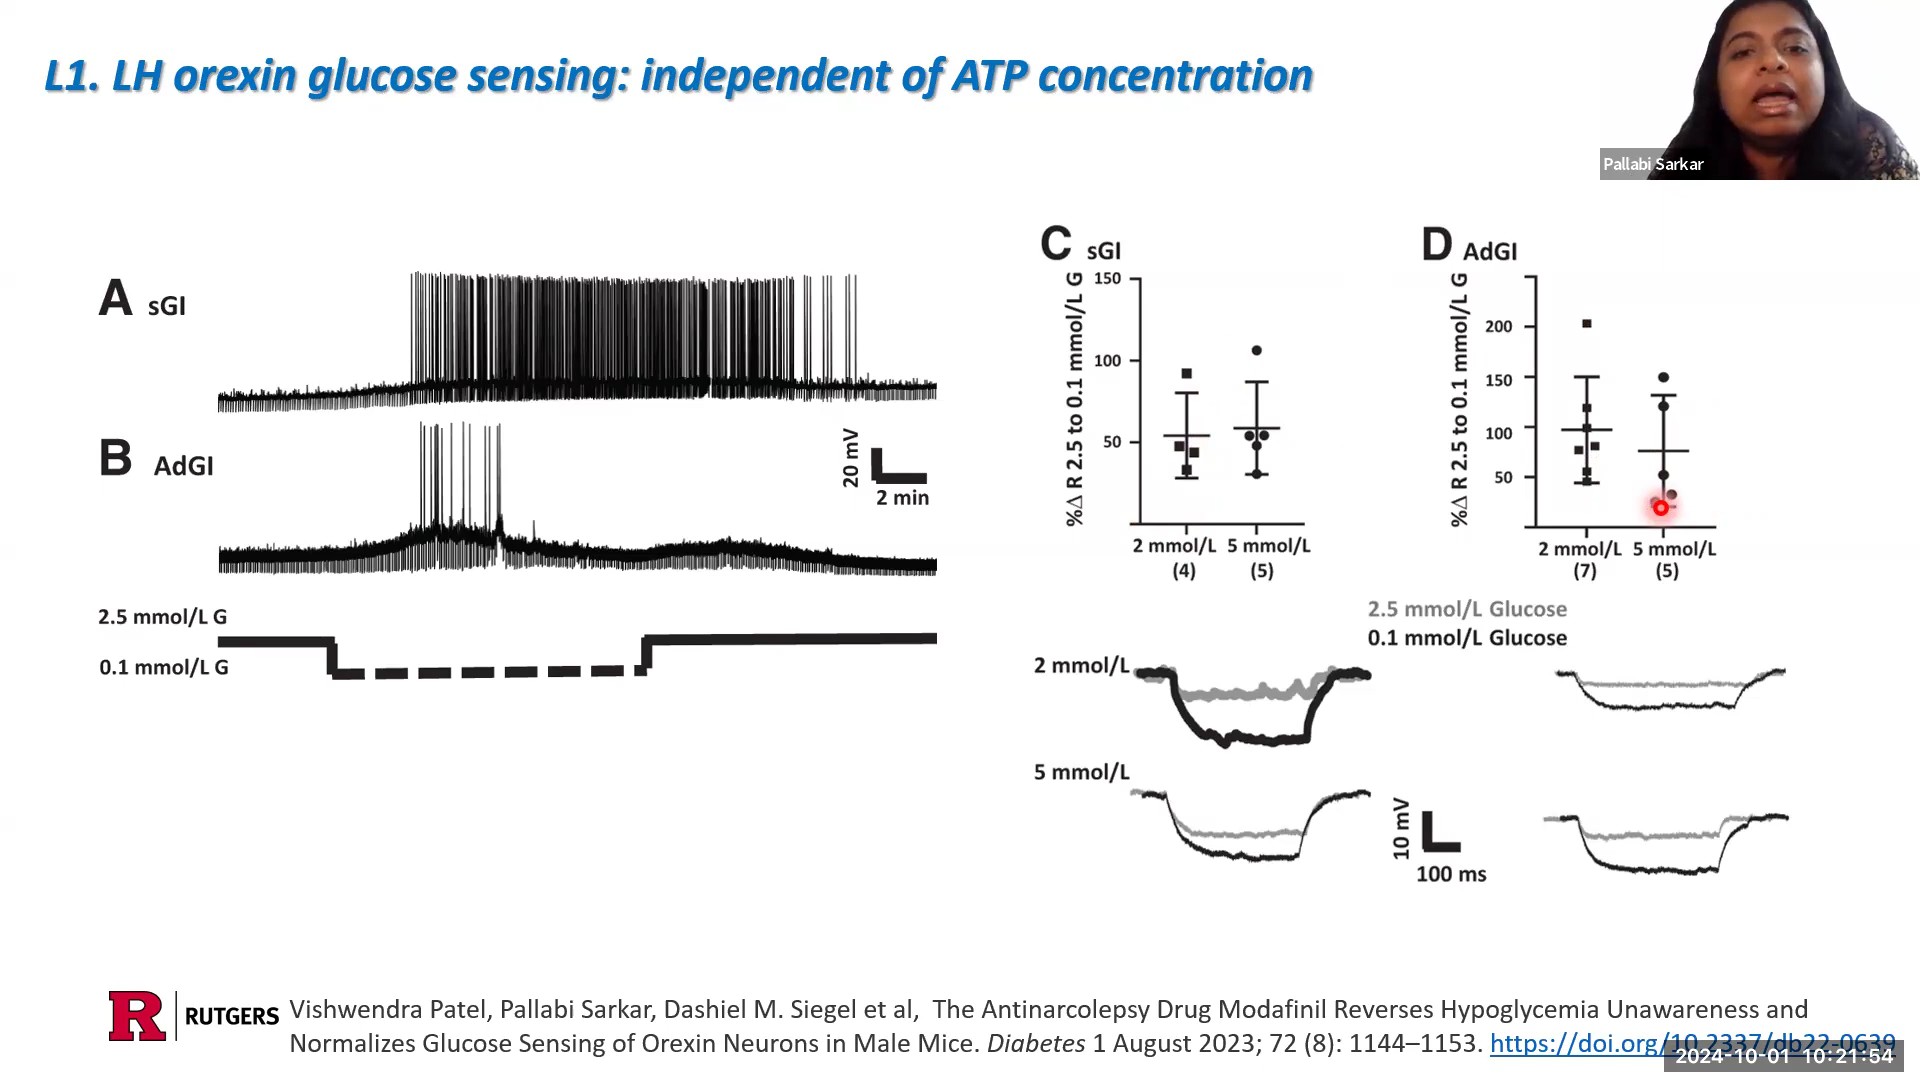 L1. LH orexin glucose sensing: independent of ATP concentration
Pallabi Sarkar
A sGI
B AdGI
20 mV
2 min
2.5 mmol/L G
0.1 mmol/L G
C sGI
%Δ R 2.5 to 0.1 mmol/L G
150
100
50
2 mmol/L 5 mmol/L
(4) (5)
D AdGI
%Δ R 2.5 to 0.1 mmol/L G
200
150
100
50
2 mmol/L 5 mmol/L
(7) (5)
2.5 mmol/L Glucose
0.1 mmol/L Glucose
2 mmol/L
5 mmol/L
10 mV
100 ms
R RUTGERS
Vishwendra Patel, Pallabi Sarkar, Dashiel M. Siegel et al, The Antinarcolepsy Drug Modafinil Reverses Hypoglycemia Unawareness and
Normalizes Glucose Sensing of Orexin Neurons in Male Mice. Diabetes 1 August 2023; 72 (8): 1144–1153. https://doi.org/10.2337/db22-0639
2024-10-01 10:21:54